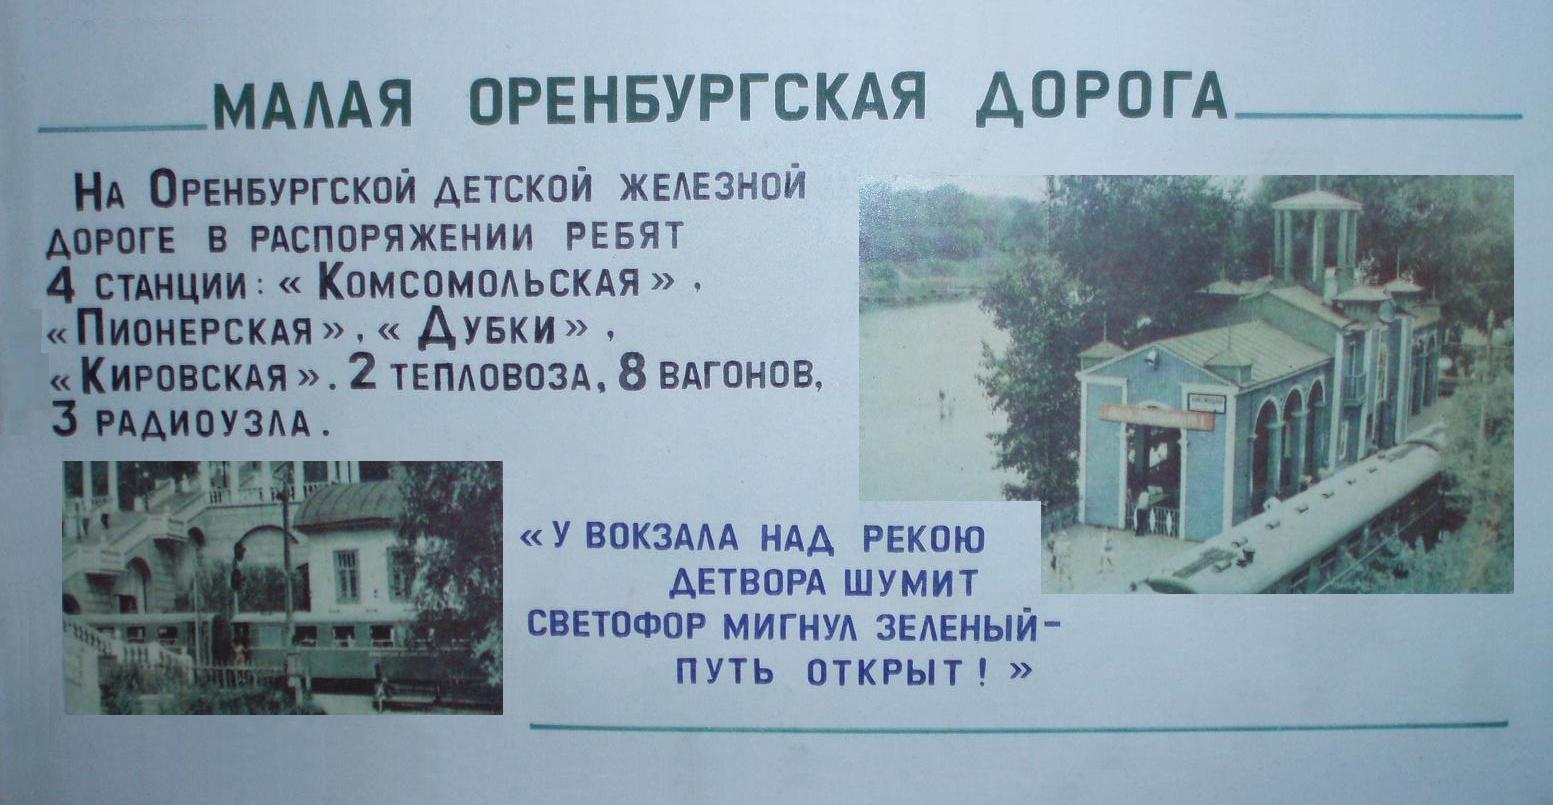 МАЛАЯ ОРЕНБУРГСКАЯ ДОРОГА
НА ОРЕНБУРГСКОЙ ДЕТСКОЙ ЖЕЛЕЗНОЙ
ДОРОГЕ В РАСПОРЯЖЕНИИ РЕБЯТ
4 СТАНЦИИ: «КОМСОМОЛЬСКАЯ»,
«ПИОНЕРСКАЯ», «ДУБКИ»,
«КИРОВСКАЯ». 2 ТЕПЛОВОЗА, 8 ВАГОНОВ,
3 РАДИОУЗЛА.
«У ВОКЗАЛА НАД РЕКОЮ
ДЕТВОРА ШУМИТ
СВЕТОФОР МИГНУЛ ЗЕЛЕНЫЙ-
ПУТЬ ОТКРЫТ!»